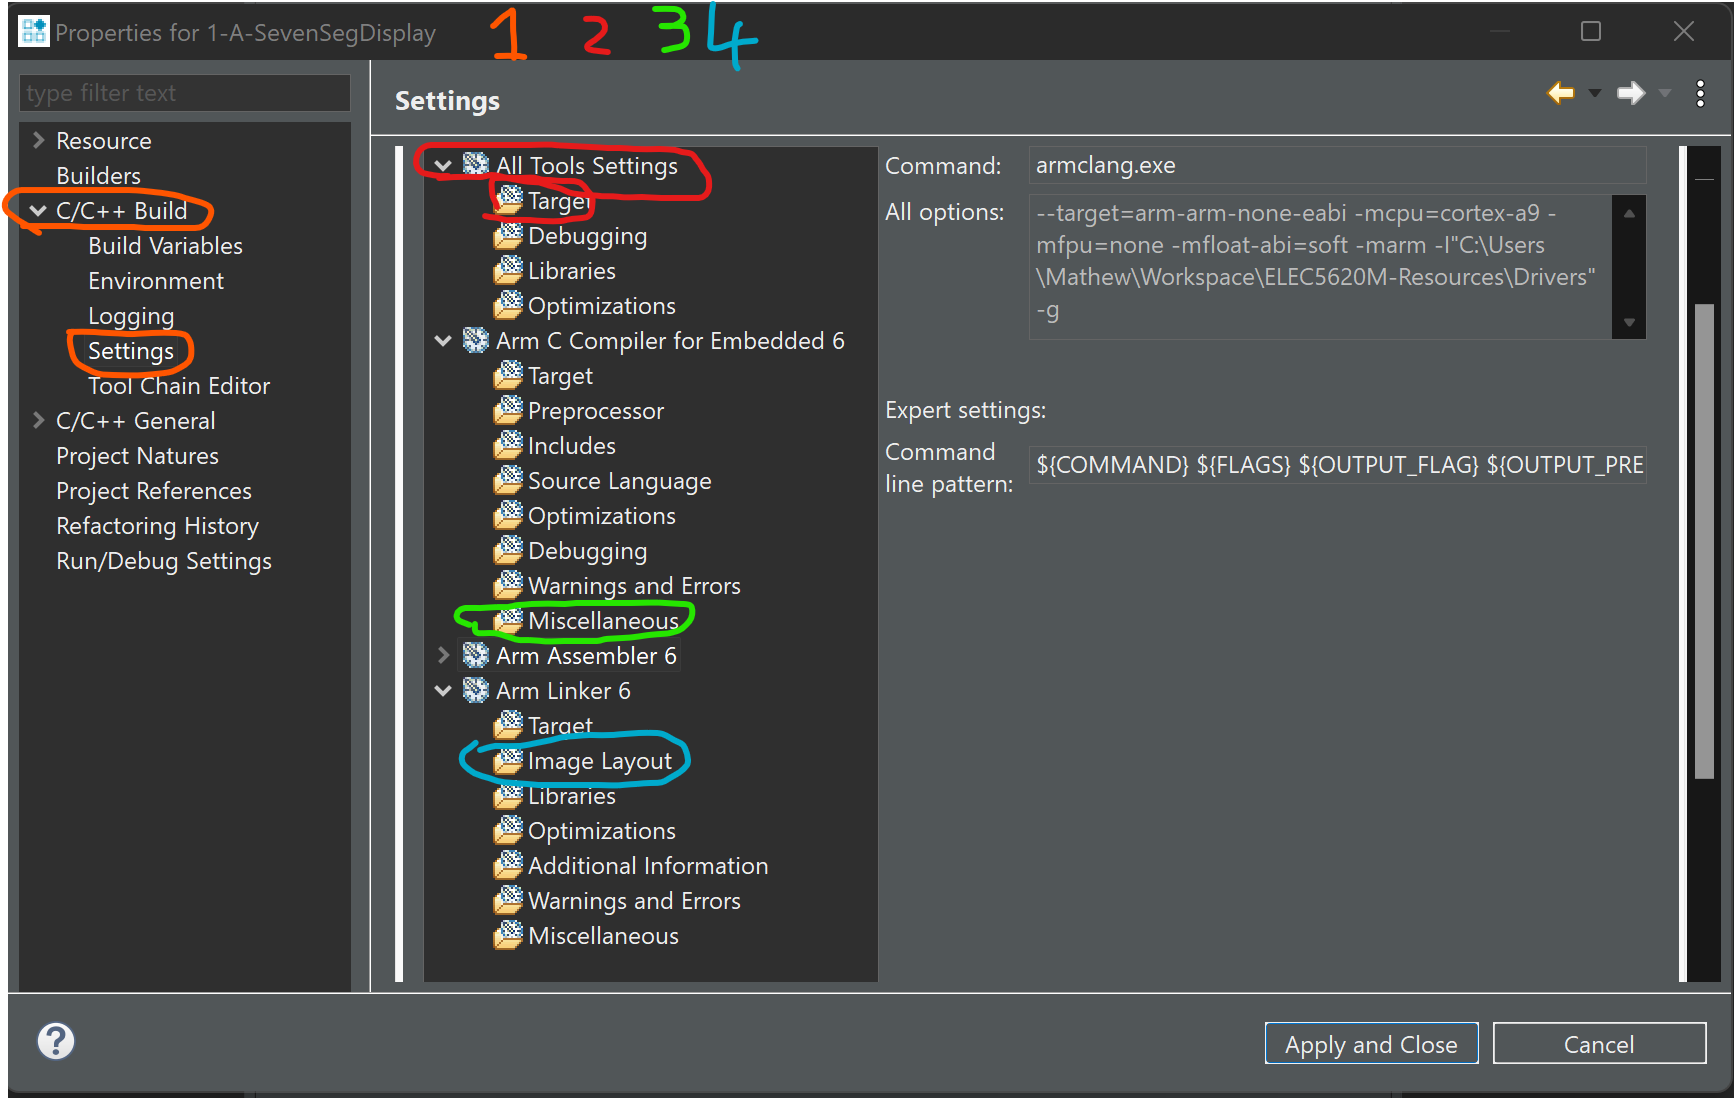 Properties for 1-A-SevenSegDisplay
1 2 3 4
type filter text
Resource
Builders
C/C++ Build
Build Variables
Environment
Logging
Settings
Tool Chain Editor
C/C++ General
Project Natures
Project References
Refactoring History
Run/Debug Settings
Settings
All Tools Settings
Target
Debugging
Libraries
Optimizations
Arm C Compiler for Embedded 6
Target
Preprocessor
Includes
Source Language
Optimizations
Debugging
Warnings and Errors
Miscellaneous
Arm Assembler 6
Arm Linker 6
Target
Image Layout
Libraries
Optimizations
Additional Information
Warnings and Errors
Miscellaneous
Command: armclang.exe
All options: --target=arm-arm-none-eabi -mcpu=cortex-a9 -
mfpu=none -mfloat-abi=soft -marm -I"C:\Users
\Mathew\Workspace\ELEC5620M-Resources\Drivers"
-g
Expert settings:
Command
line pattern: ${COMMAND} ${FLAGS} ${OUTPUT_FLAG} ${OUTPUT_PRE
?
Apply and Close
Cancel